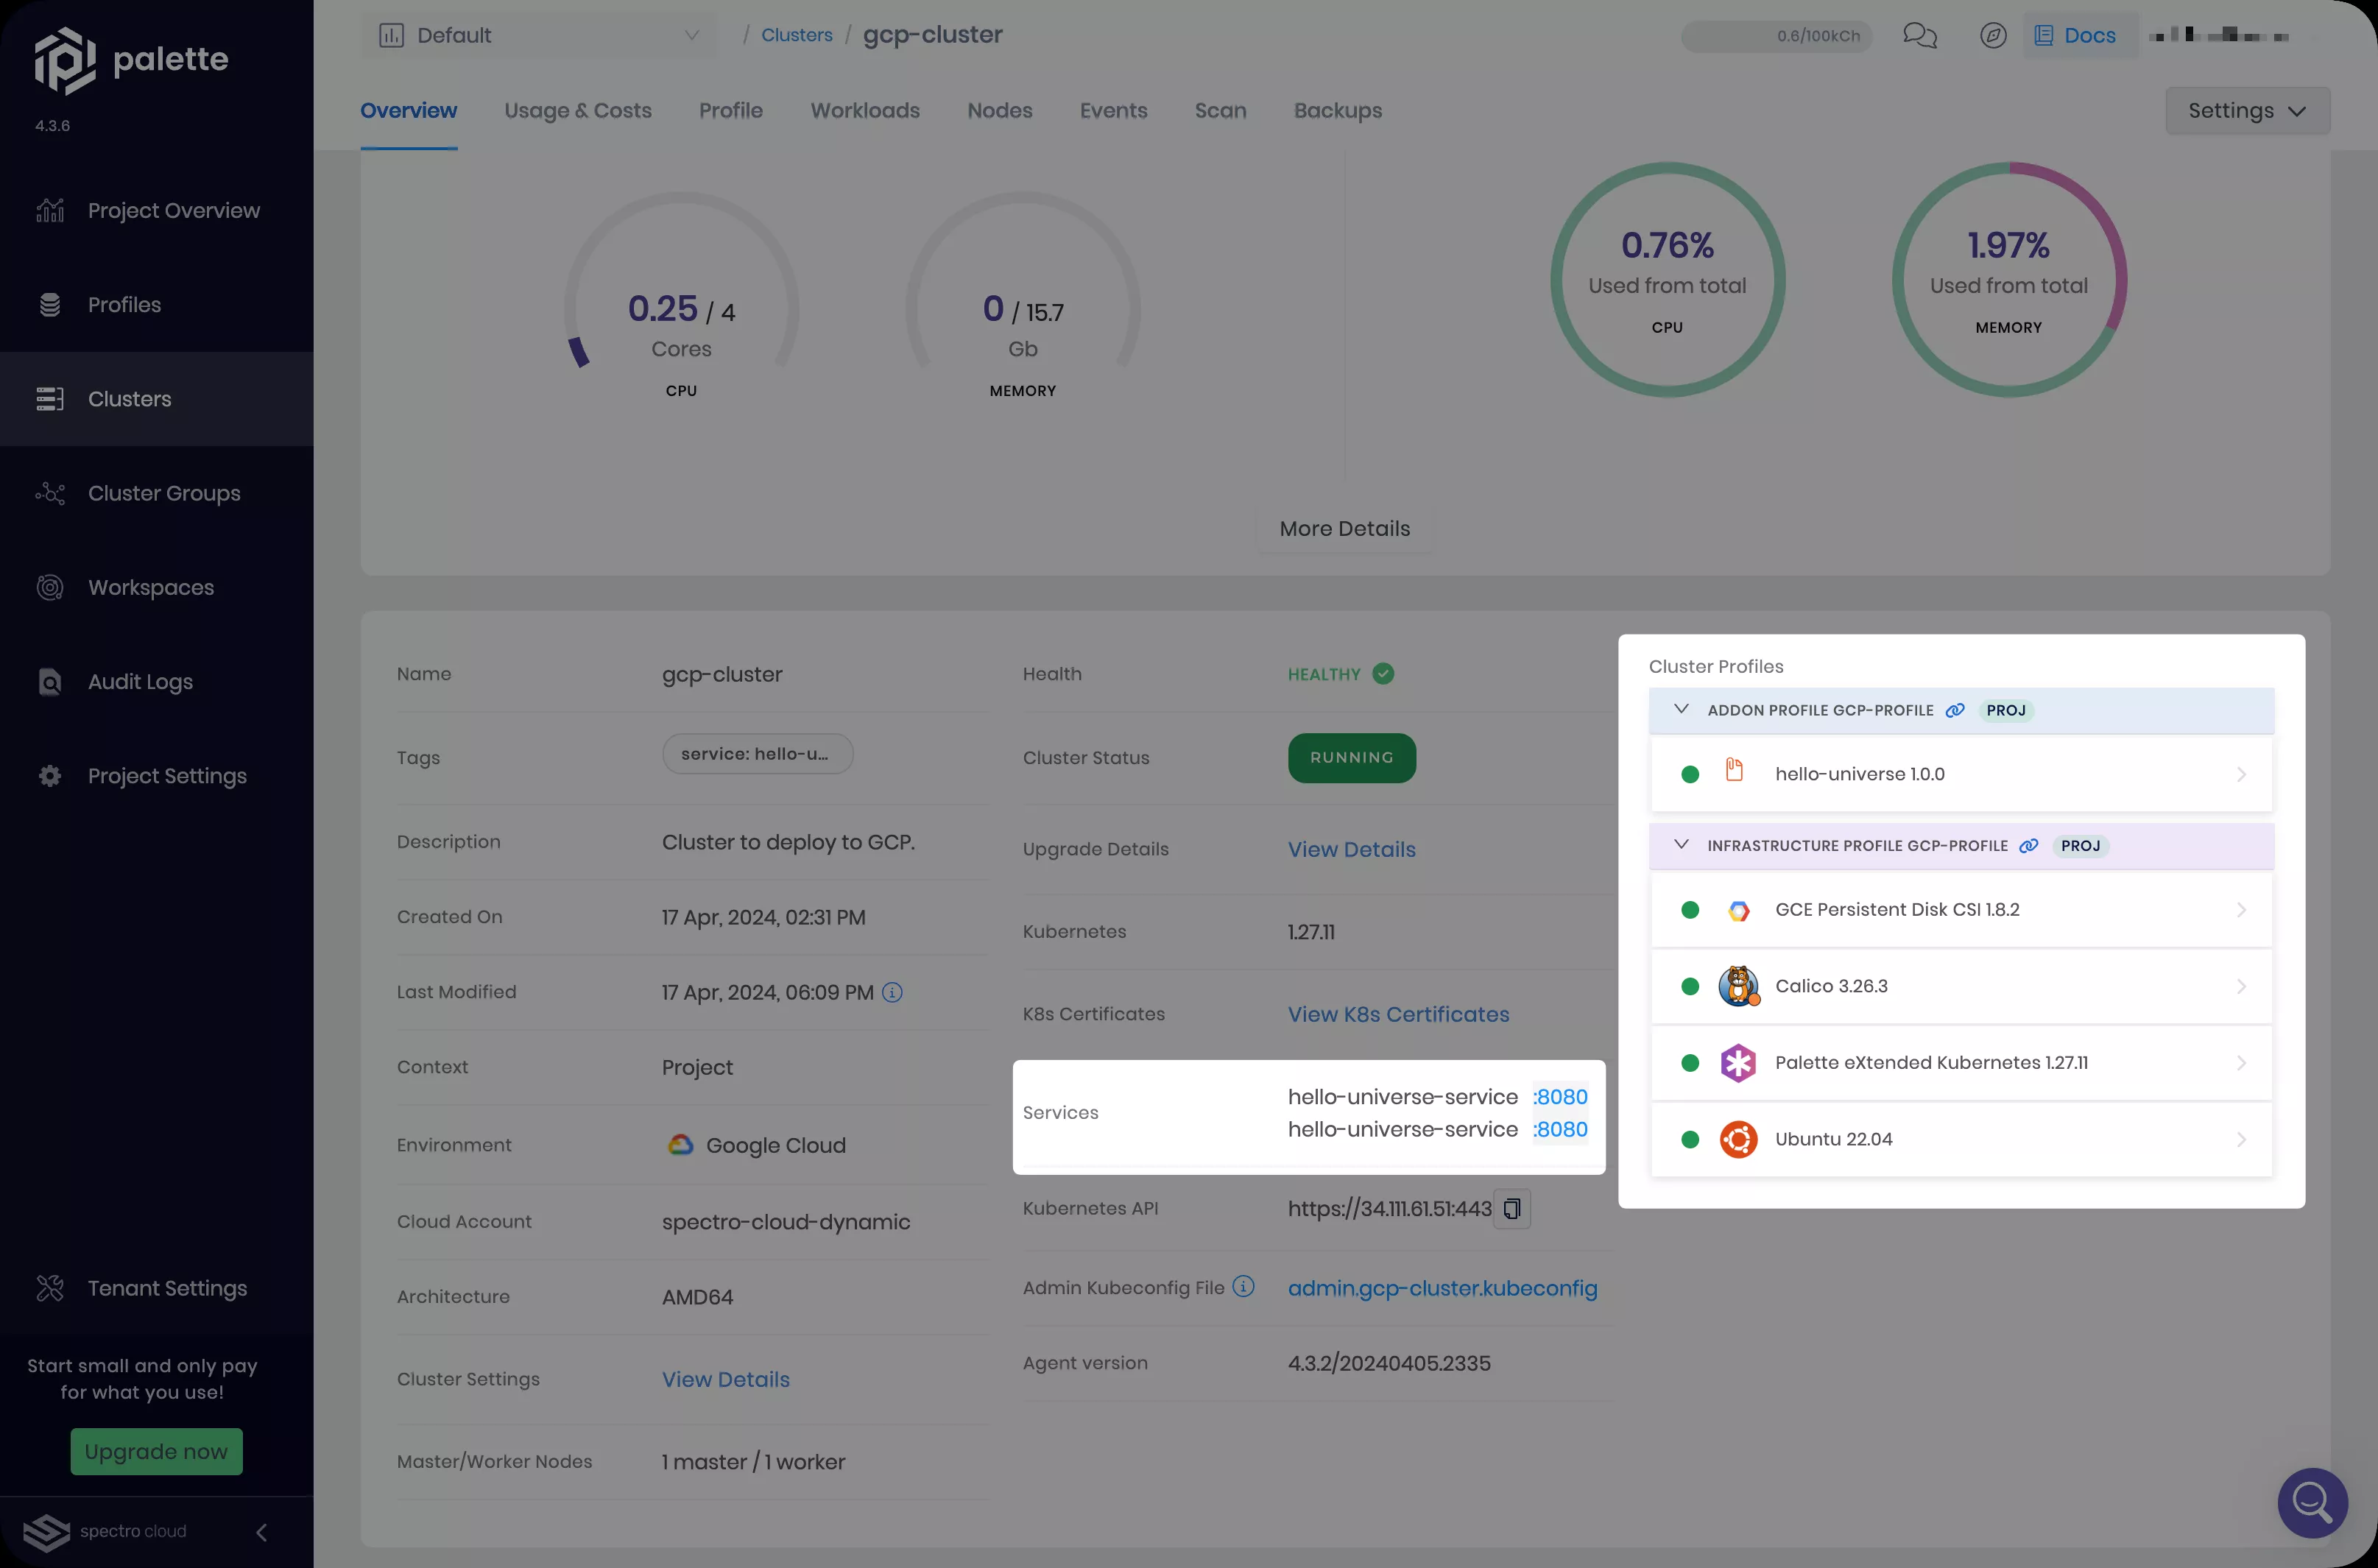 palette
4.3.6
Project Overview
Profiles
Clusters
Cluster Groups
Workspaces
Audit Logs
Project Settings
Tenant Settings
Start small and only pay
for what you use!
Upgrade now
spectro cloud
Default
/ Clusters / gcp-cluster
0.6/100kCh
Docs
Overview
Usage & Costs
Profile
Workloads
Nodes
Events
Scan
Backups
Settings
0.25 / 4
Cores
CPU
0 / 15.7
Gb
MEMORY
0.76%
Used from total
CPU
1.97%
Used from total
MEMORY
More Details
Name gcp-cluster
Tags service: hello-u...
Description Cluster to deploy to GCP.
Created On 17 Apr, 2024, 02:31 PM
Last Modified 17 Apr, 2024, 06:09 PM
Context Project
Environment Google Cloud
Cloud Account spectro-cloud-dynamic
Architecture AMD64
Cluster Settings View Details
Master/Worker Nodes 1 master / 1 worker
Health HEALTHY
Cluster Status RUNNING
Upgrade Details View Details
Kubernetes 1.27.11
K8s Certificates View K8s Certificates
Services
hello-universe-service :8080
hello-universe-service :8080
Kubernetes API https://34.111.61.51:443
Admin Kubeconfig File admin.gcp-cluster.kubeconfig
Agent version 4.3.2/20240405.2335
Cluster Profiles
ADDON PROFILE GCP-PROFILE PROJ
hello-universe 1.0.0
INFRASTRUCTURE PROFILE GCP-PROFILE PROJ
GCE Persistent Disk CSI 1.8.2
Calico 3.26.3
Palette eXtended Kubernetes 1.27.11
Ubuntu 22.04